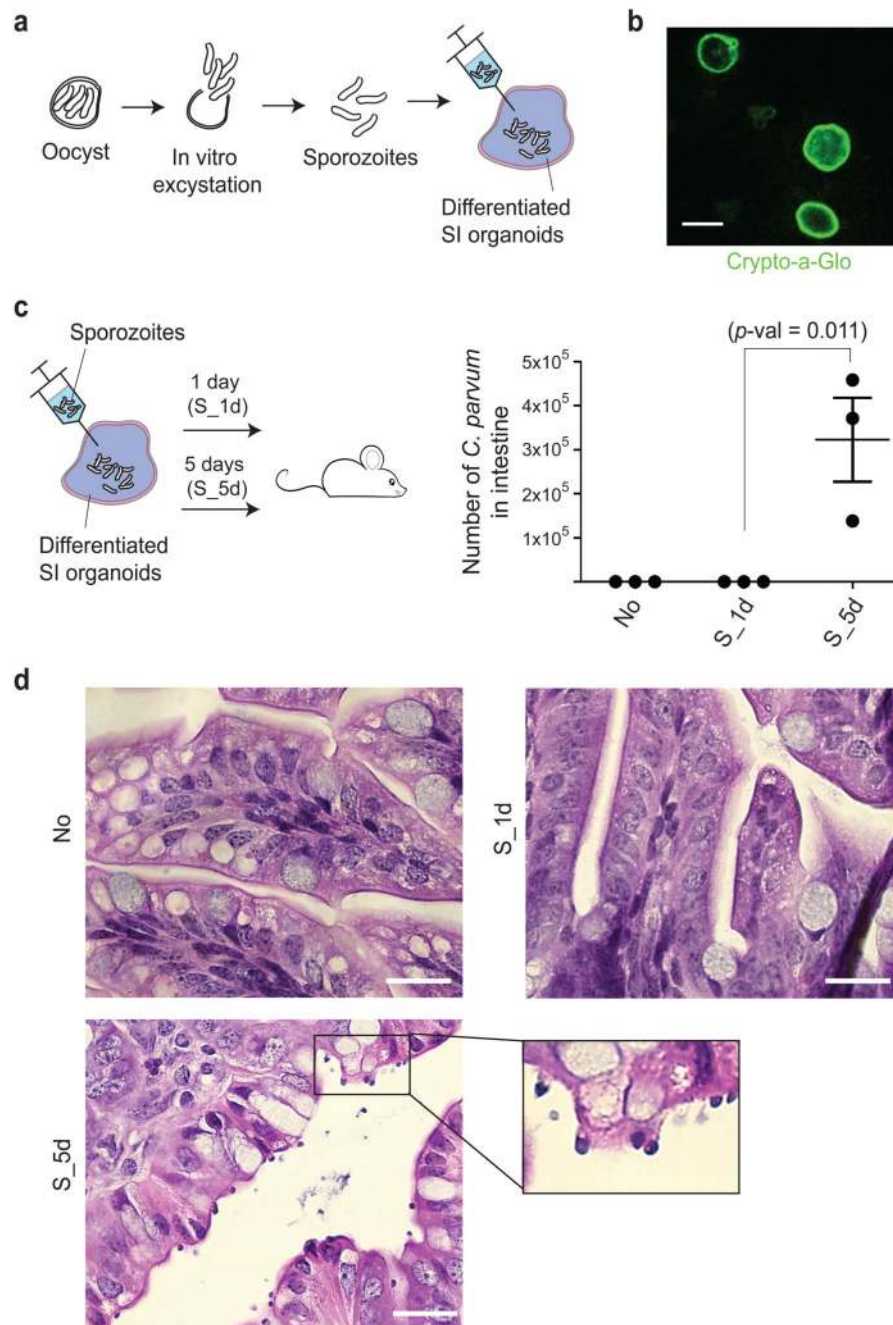 a
Oocyst
In vitro
excystation
Sporozoites
Differentiated
SI organoids
b
Crypto-a-Glo
c
Sporozoites
1 day
(S_1d)
5 days
(S_5d)
Differentiated
SI organoids
(p-val = 0.011)
Number of C. parvum
in intestine
5x10⁵
4x10⁵
3x10⁵
2x10⁵
1x10⁵
No
S_1d
S_5d
d
No
S_1d
S_5d